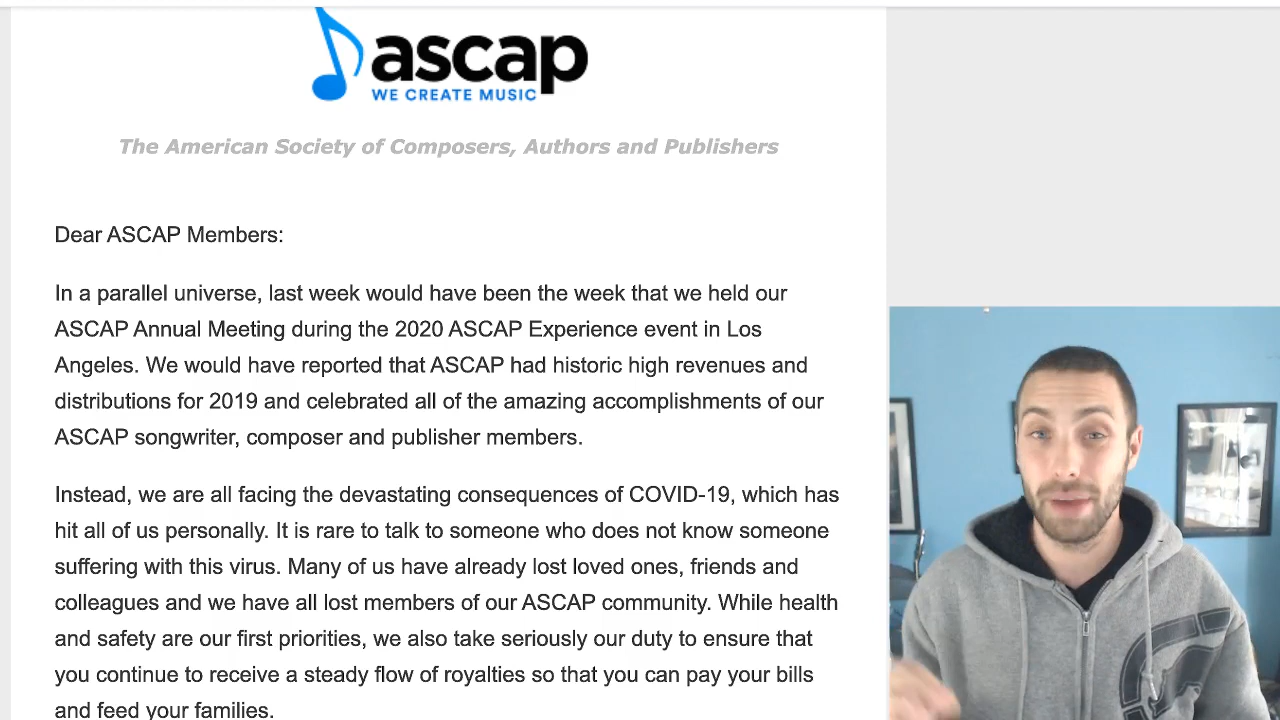 ascap
WE CREATE MUSIC
The American Society of Composers, Authors and Publishers
Dear ASCAP Members:
In a parallel universe, last week would have been the week that we held our
ASCAP Annual Meeting during the 2020 ASCAP Experience event in Los
Angeles. We would have reported that ASCAP had historic high revenues and
distributions for 2019 and celebrated all of the amazing accomplishments of our
ASCAP songwriter, composer and publisher members.
Instead, we are all facing the devastating consequences of COVID-19, which has
hit all of us personally. It is rare to talk to someone who does not know someone
suffering with this virus. Many of us have already lost loved ones, friends and
colleagues and we have all lost members of our ASCAP community. While health
and safety are our first priorities, we also take seriously our duty to ensure that
you continue to receive a steady flow of royalties so that you can pay your bills
and feed your families.